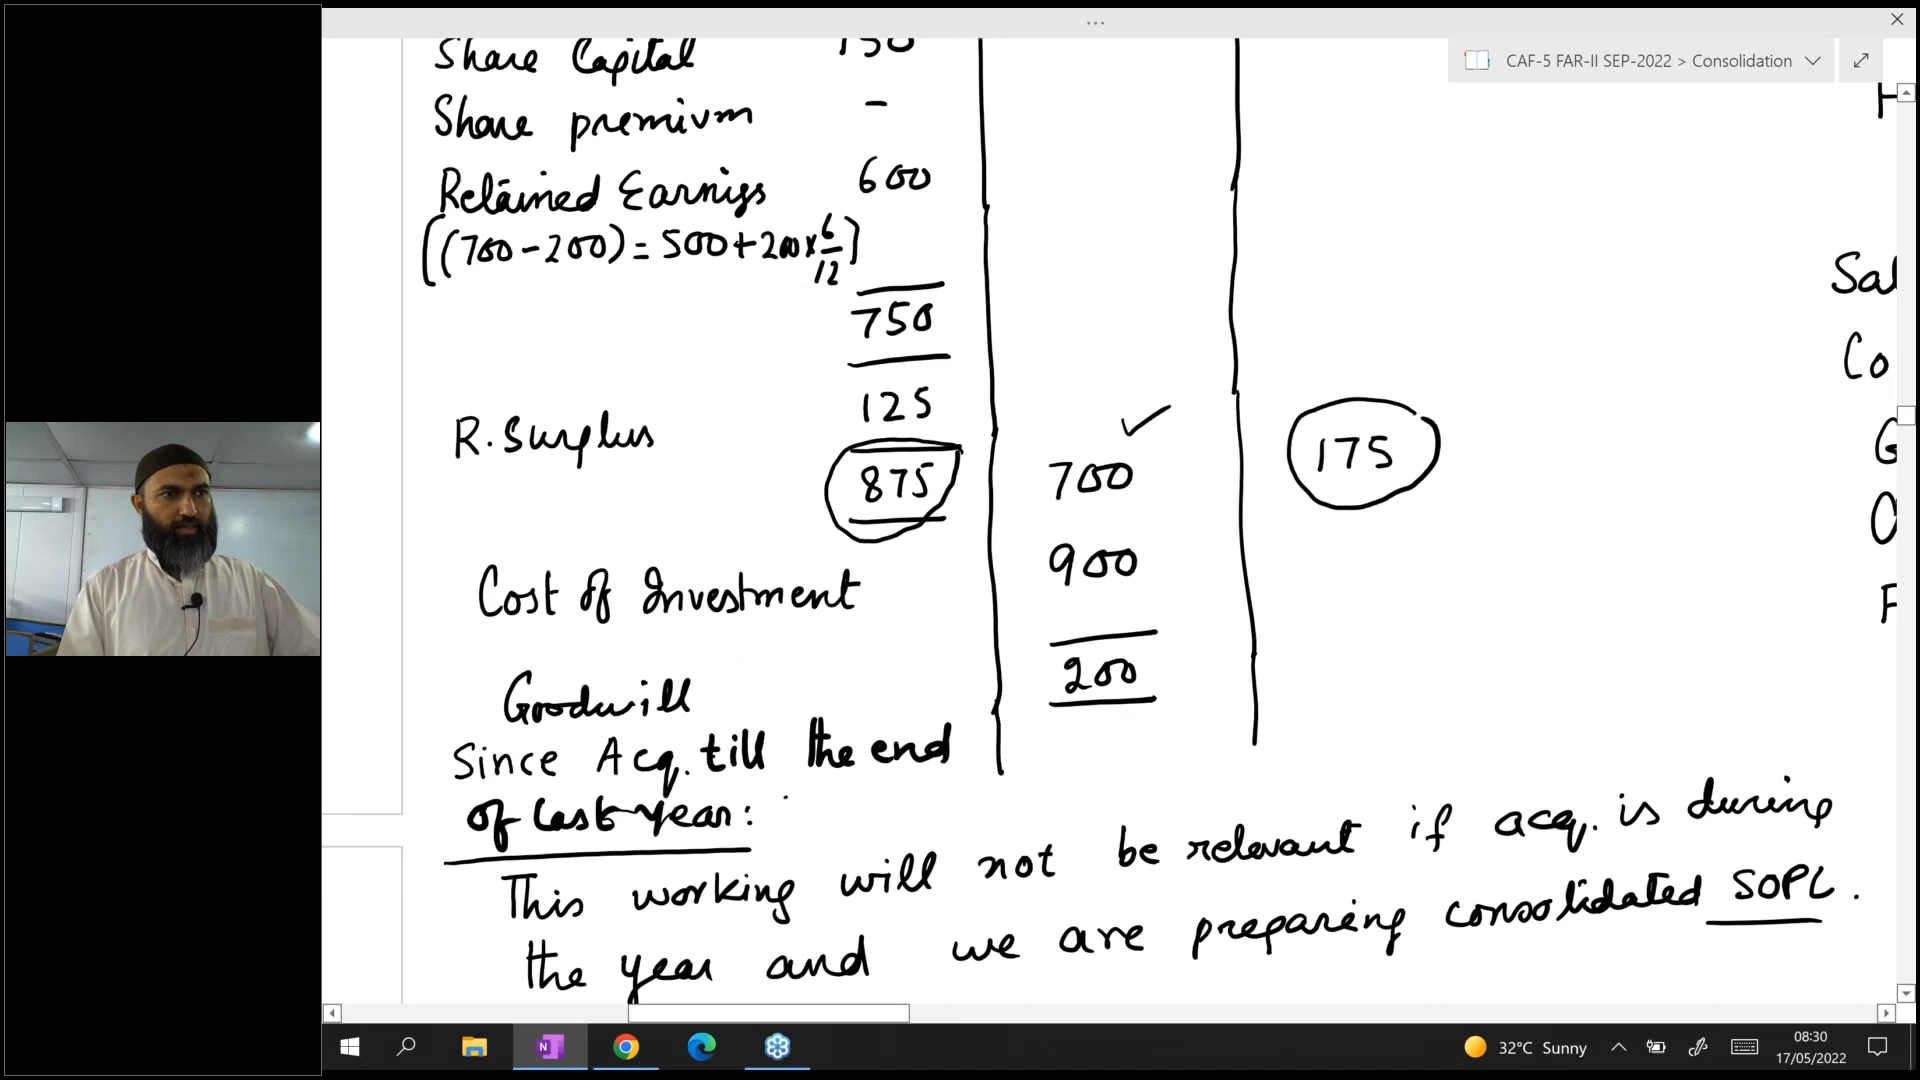 CAF-5 FAR-II SEP-2022 > Consolidation
Share Capital 150
Share premium -
Retained Earnigs 600
[(700-200) = 500 + 200 x 6/12]
750
R. Surplus 125
875 700 175
Cost of Investment 900
Goodwill 200
Since Acq. till the end
of last year:
This working will not be relevant if acq. is during
the year and we are preparing consolidated SOPL.
Sal
Co
G
F
32°C Sunny
08:30
17/05/2022